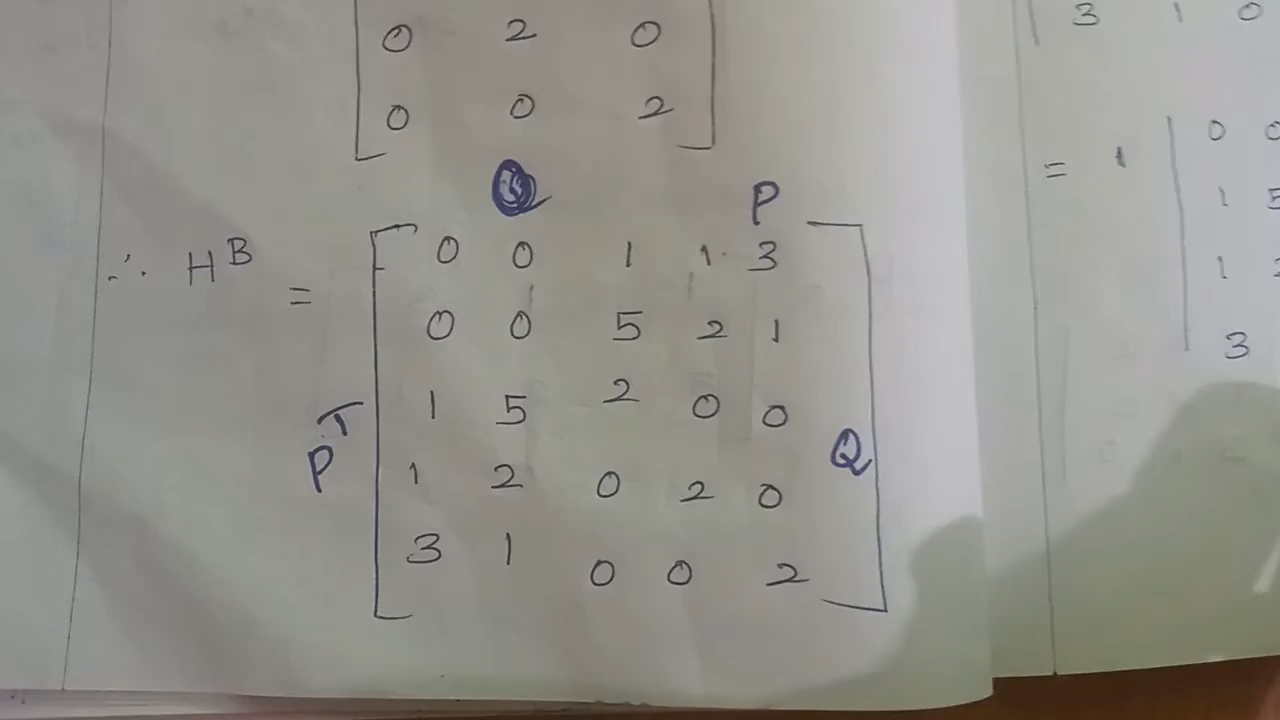 0 2 0
0 0 2
P
∴ H^B = [ 0 0 1 1 3
0 0 5 2 1
1 5 2 0 0
P^T Q
1 2 0 2 0
3 1 0 0 2 ]
3 1 0
= 1 | 0 0
1 5
1
3